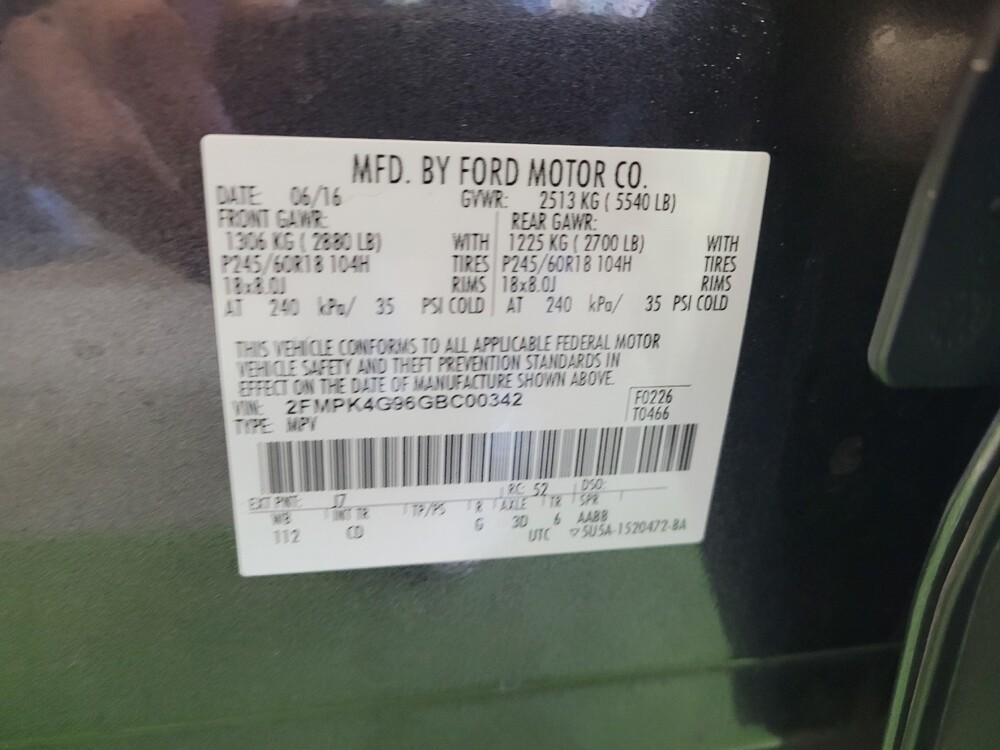 MFD. BY FORD MOTOR CO.
DATE: 06/16 GVWR: 2513 KG ( 5540 LB)
FRONT GAWR: REAR GAWR:
1306 KG ( 2880 LB) WITH 1225 KG ( 2700 LB) WITH
P245/60R18 104H TIRES P245/60R18 104H TIRES
18x8.0J RIMS 18x8.0J RIMS
AT 240 kPa/ 35 PSI COLD AT 240 kPa/ 35 PSI COLD
THIS VEHICLE CONFORMS TO ALL APPLICABLE FEDERAL MOTOR
VEHICLE SAFETY AND THEFT PREVENTION STANDARDS IN
EFFECT ON THE DATE OF MANUFACTURE SHOWN ABOVE.
VIN: 2FMPK4G96GBC00342 F0226
TYPE: MPV T0466
EXT PNT: J7 RC: 52 DSO:
WB INT TR TP/PS R AXLE TR SPR
112 CD G 3D 6 AABB
UTC ▽5USA-1520472-BA